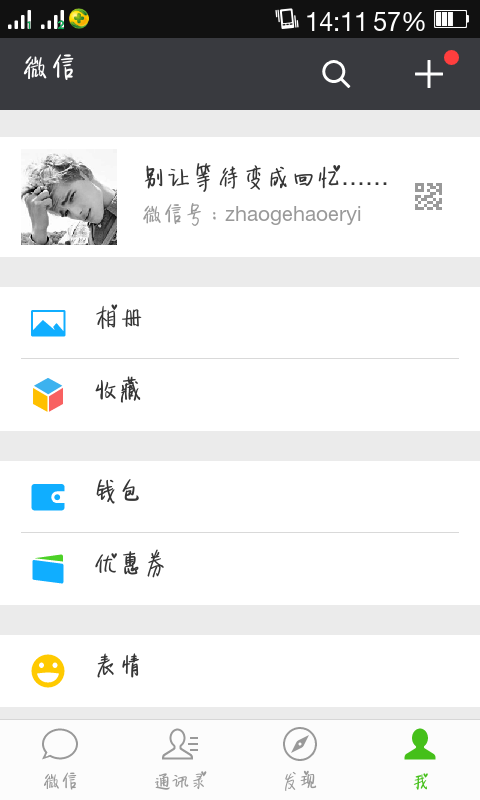 14:11 57%
微信
别让等待变成回忆......
微信号：zhaogehaoeryi
相册
收藏
钱包
优惠券
表情
微信 通讯录 发现 我